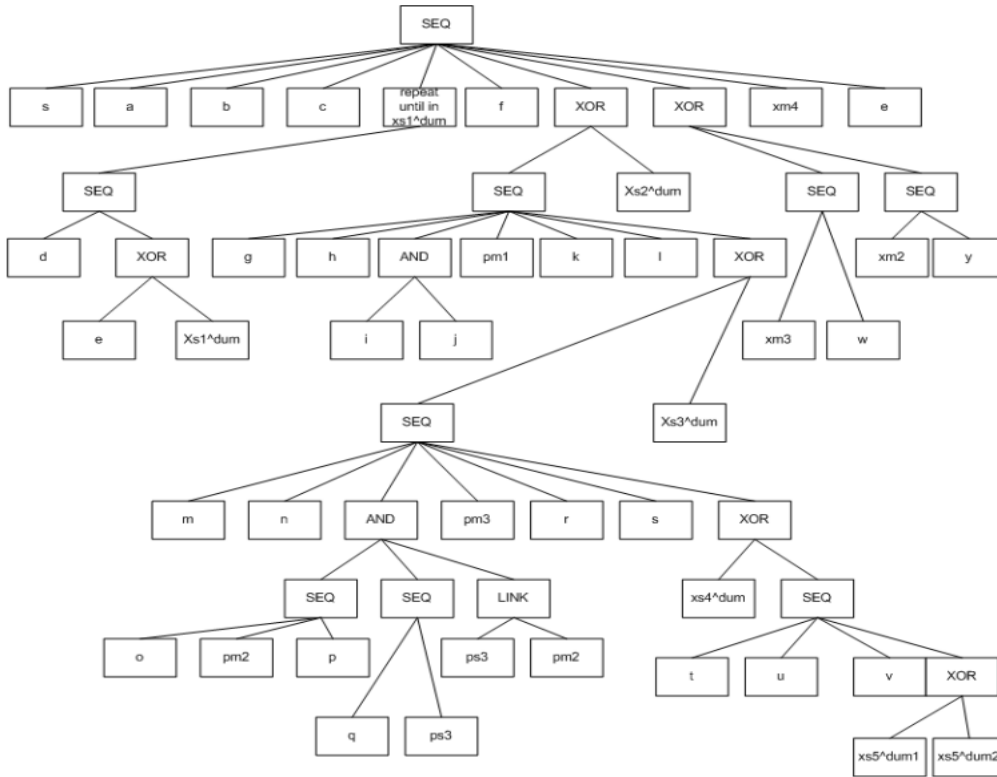 SEQ
s
a
b
c
repeat
until in
xs1^dum
f
XOR
XOR
xm4
e
SEQ
SEQ
Xs2^dum
SEQ
SEQ
d
XOR
g
h
AND
pm1
k
l
XOR
xm2
y
e
Xs1^dum
i
j
xm3
w
SEQ
Xs3^dum
m
n
AND
pm3
r
s
XOR
SEQ
SEQ
LINK
xs4^dum
SEQ
o
pm2
p
ps3
pm2
t
u
v
XOR
q
ps3
xs5^dum1
xs5^dum2